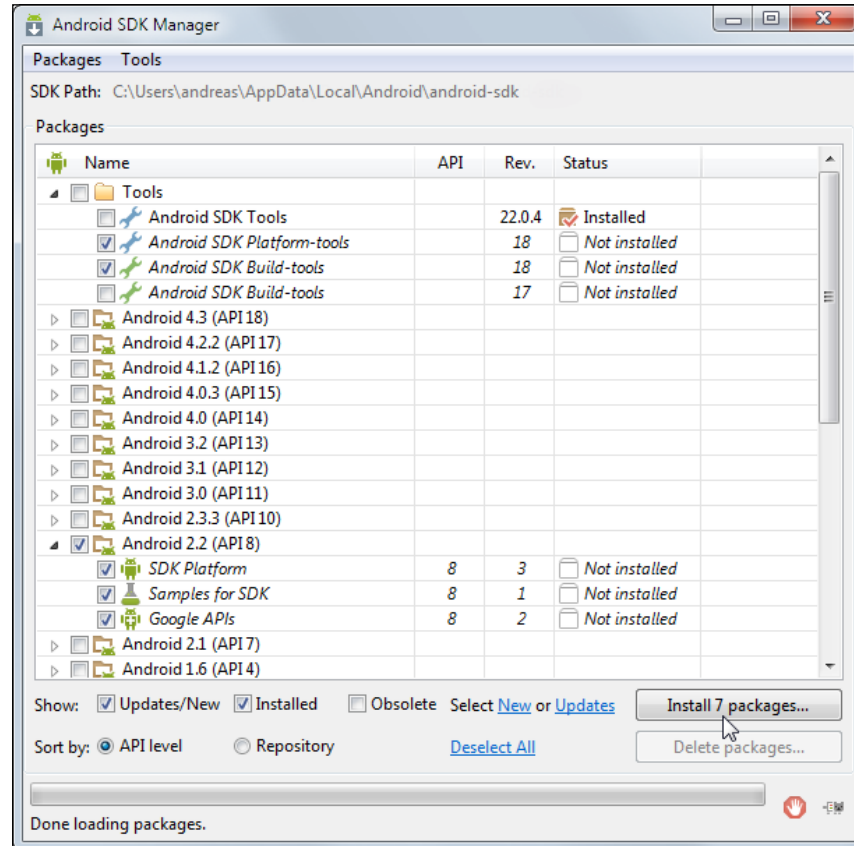 Android SDK Manager
Packages Tools
SDK Path: C:\Users\andreas\AppData\Local\Android\android-sdk
Packages
Name API Rev. Status
Tools
Android SDK Tools 22.0.4 Installed
Android SDK Platform-tools 18 Not installed
Android SDK Build-tools 18 Not installed
Android SDK Build-tools 17 Not installed
Android 4.3 (API 18)
Android 4.2.2 (API 17)
Android 4.1.2 (API 16)
Android 4.0.3 (API 15)
Android 4.0 (API 14)
Android 3.2 (API 13)
Android 3.1 (API 12)
Android 3.0 (API 11)
Android 2.3.3 (API 10)
Android 2.2 (API 8)
SDK Platform 8 3 Not installed
Samples for SDK 8 1 Not installed
Google APIs 8 2 Not installed
Android 2.1 (API 7)
Android 1.6 (API 4)
Show: Updates/New Installed Obsolete Select New or Updates Install 7 packages...
Sort by: API level Repository Deselect All Delete packages...
Done loading packages.